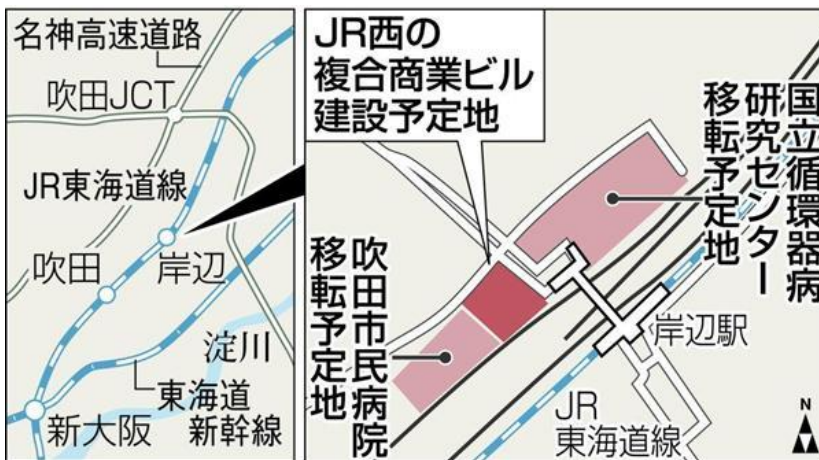 名神高速道路
吹田JCT
JR東海道線
吹田
岸辺
淀川
東海道
新幹線
新大阪
JR西の
複合商業ビル
建設予定地
国立循環器病
研究センター
移転予定地
吹田市民病院
移転予定地
岸辺駅
JR
東海道線
N